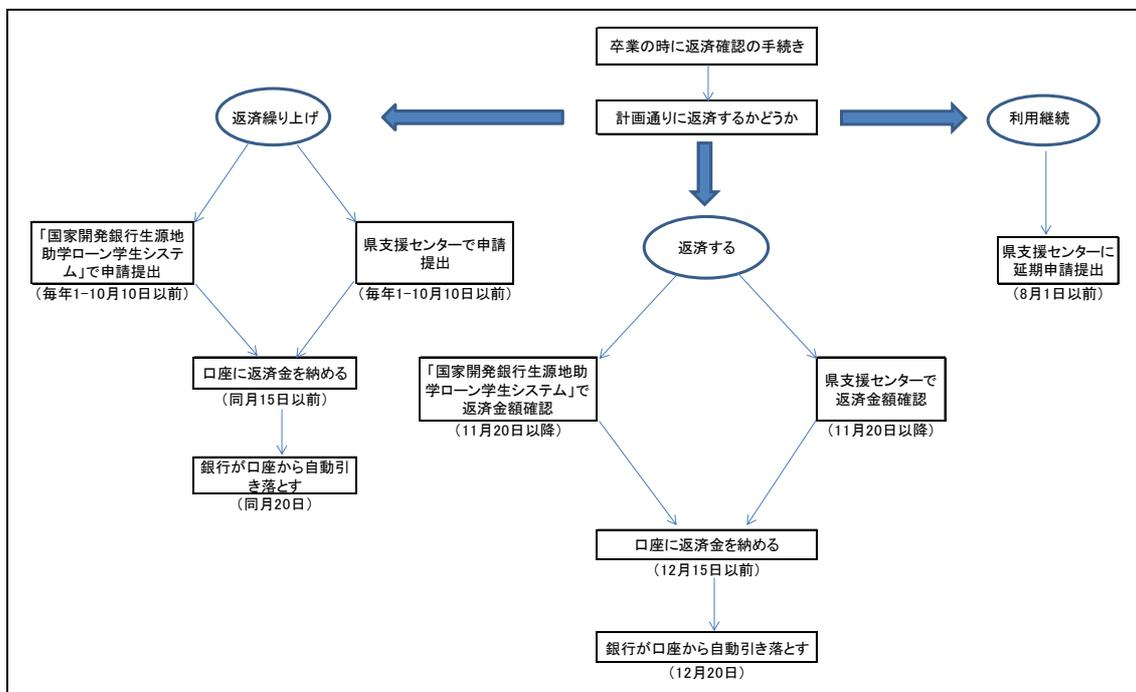 卒業の時に返済確認の手続き
計画通りに返済するかどうか
返済繰り上げ
「国家開発銀行生源地
助学ローン学生システ
ム」で申請提出
(毎年1-10月10日以前)
県支援センターで申請
提出
(毎年1-10月10日以前)
口座に返済金を納める
(同月15日以前)
銀行が口座から自動引
き落とす
(同月20日)
返済する
「国家開発銀行生源地助
学ローン学生システム」で
返済金額確認
(11月20日以降)
県支援センターで
返済金額確認
(11月20日以降)
口座に返済金を納める
(12月15日以前)
銀行が口座から自動引き落とす
(12月20日)
利用継続
県支援センターに
延期申請提出
(8月1日以前)